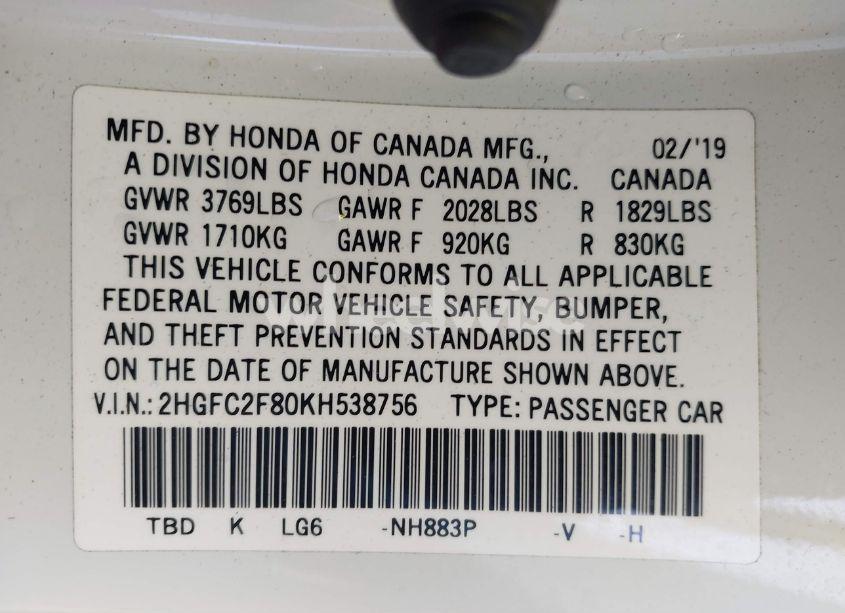 MFD. BY HONDA OF CANADA MFG., 02/'19
A DIVISION OF HONDA CANADA INC. CANADA
GVWR 3769LBS GAWR F 2028LBS R 1829LBS
GVWR 1710KG GAWR F 920KG R 830KG
THIS VEHICLE CONFORMS TO ALL APPLICABLE
FEDERAL MOTOR VEHICLE SAFETY, BUMPER,
AND THEFT PREVENTION STANDARDS IN EFFECT
ON THE DATE OF MANUFACTURE SHOWN ABOVE.
V.I.N.: 2HGFC2F80KH538756 TYPE: PASSENGER CAR
TBD K LG6 -NH883P -V -H